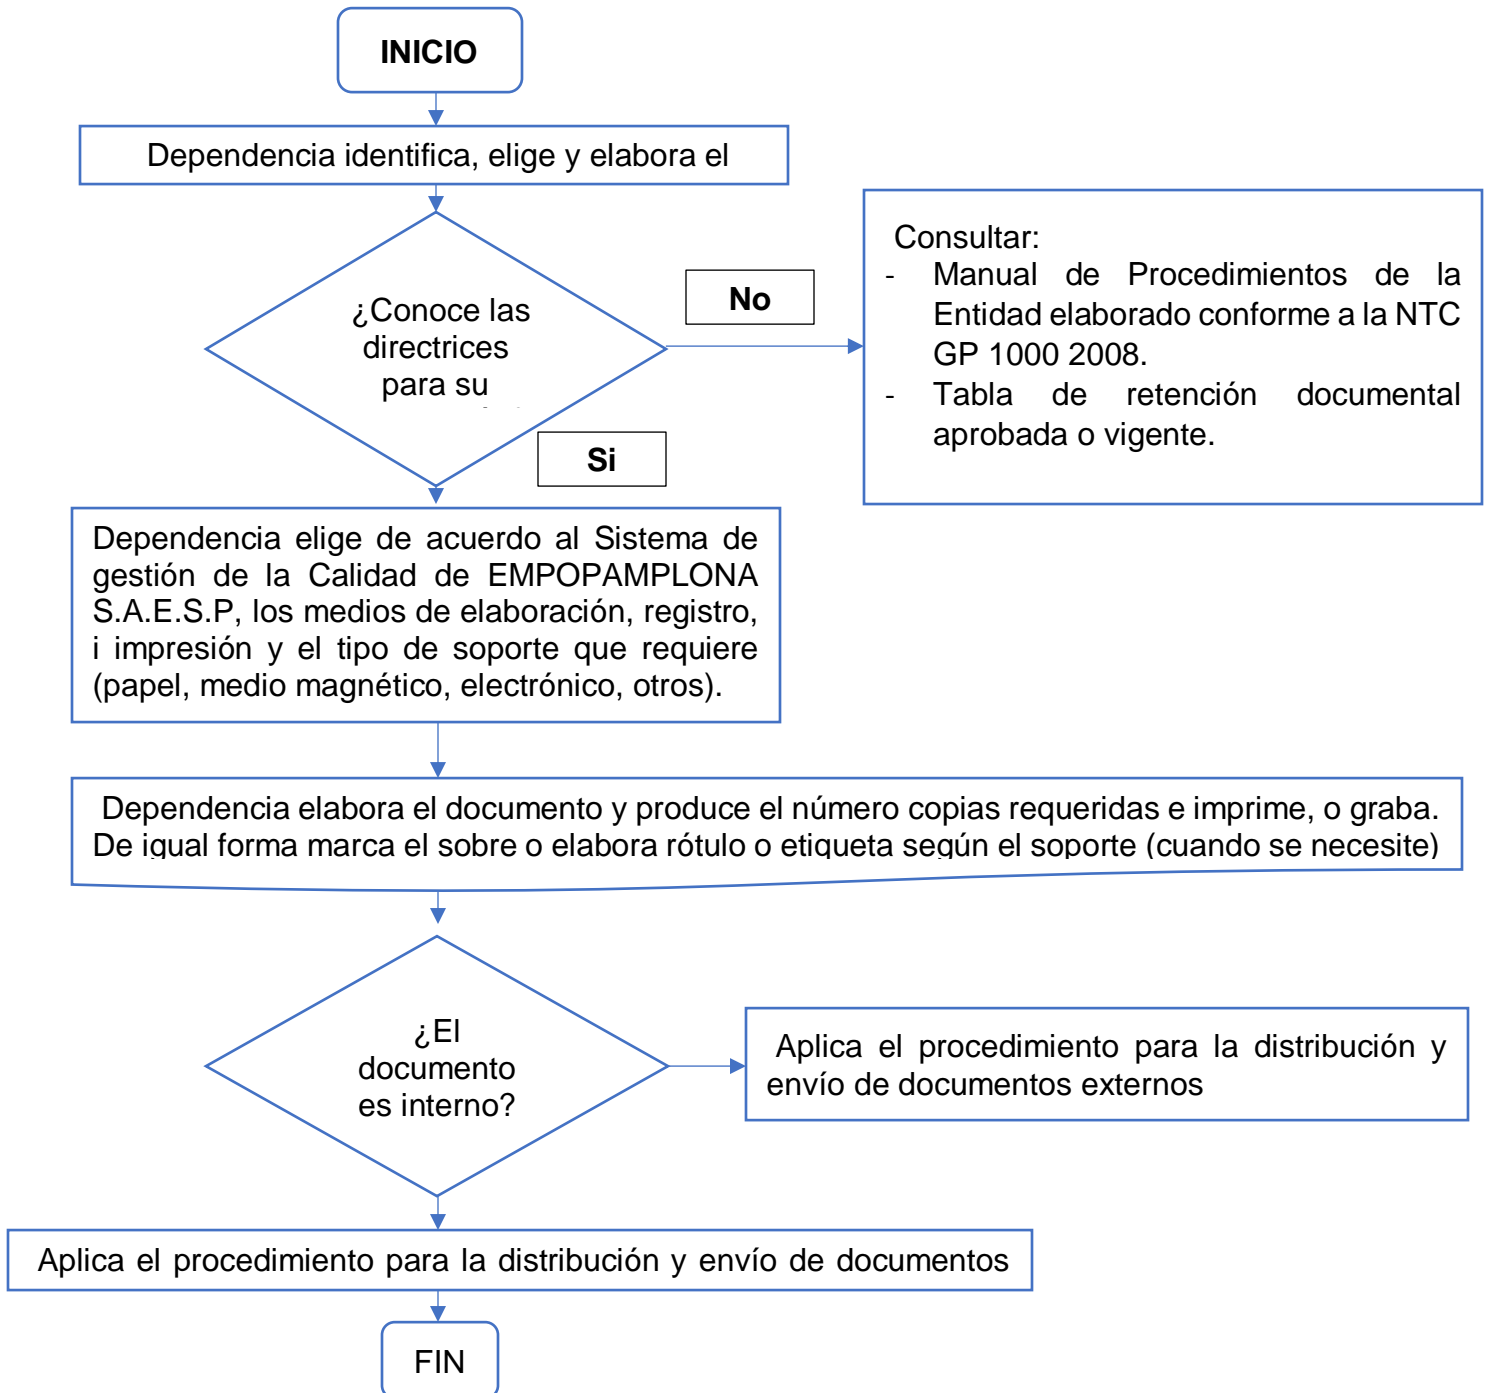 INICIO
Dependencia identifica, elige y elabora el
¿Conoce las
directrices
para su
No
Consultar:
- Manual de Procedimientos de la
Entidad elaborado conforme a la NTC
GP 1000 2008.
- Tabla de retención documental
aprobada o vigente.
Si
Dependencia elige de acuerdo al Sistema de
gestión de la Calidad de EMPOPAMPLONA
S.A.E.S.P, los medios de elaboración, registro,
i impresión y el tipo de soporte que requiere
(papel, medio magnético, electrónico, otros).
Dependencia elabora el documento y produce el número copias requeridas e imprime, o graba.
De igual forma marca el sobre o elabora rótulo o etiqueta según el soporte (cuando se necesite)
¿El
documento
es interno?
Aplica el procedimiento para la distribución y
envío de documentos externos
Aplica el procedimiento para la distribución y envío de documentos
FIN